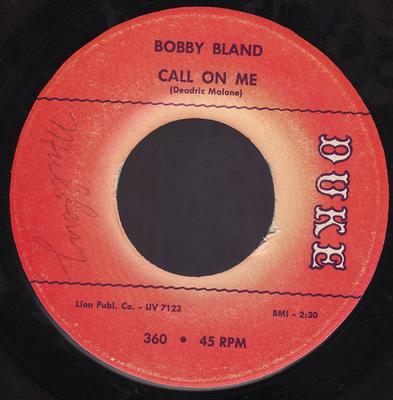 BOBBY BLAND
CALL ON ME
(Deadric Malone)
DUKE
Lion Publ. Co. - UV 7123
BMI - 2:30
360 • 45 RPM